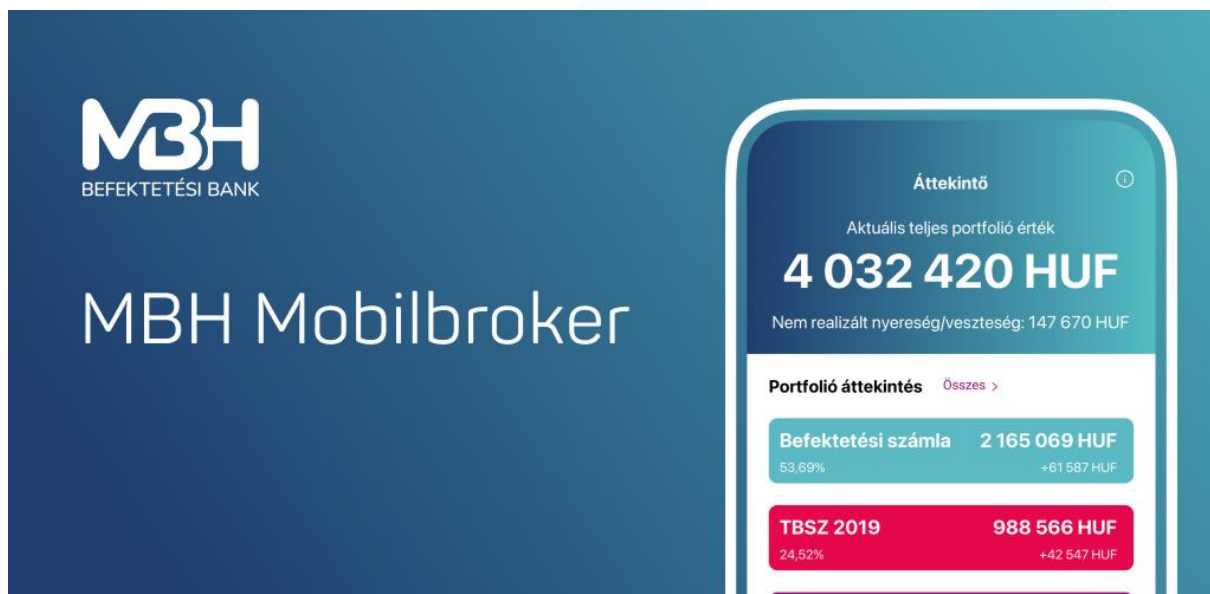 MBH
BEFEKTETÉSI BANK
MBH Mobilbroker
Áttekintő
Aktuális teljes portfolió érték
4 032 420 HUF
Nem realizált nyereség/veszteség: 147 670 HUF
Portfolió áttekintés Összes >
Befektetési számla 2 165 069 HUF
53,69% +61 587 HUF
TBSZ 2019 988 566 HUF
24,52% +42 547 HUF